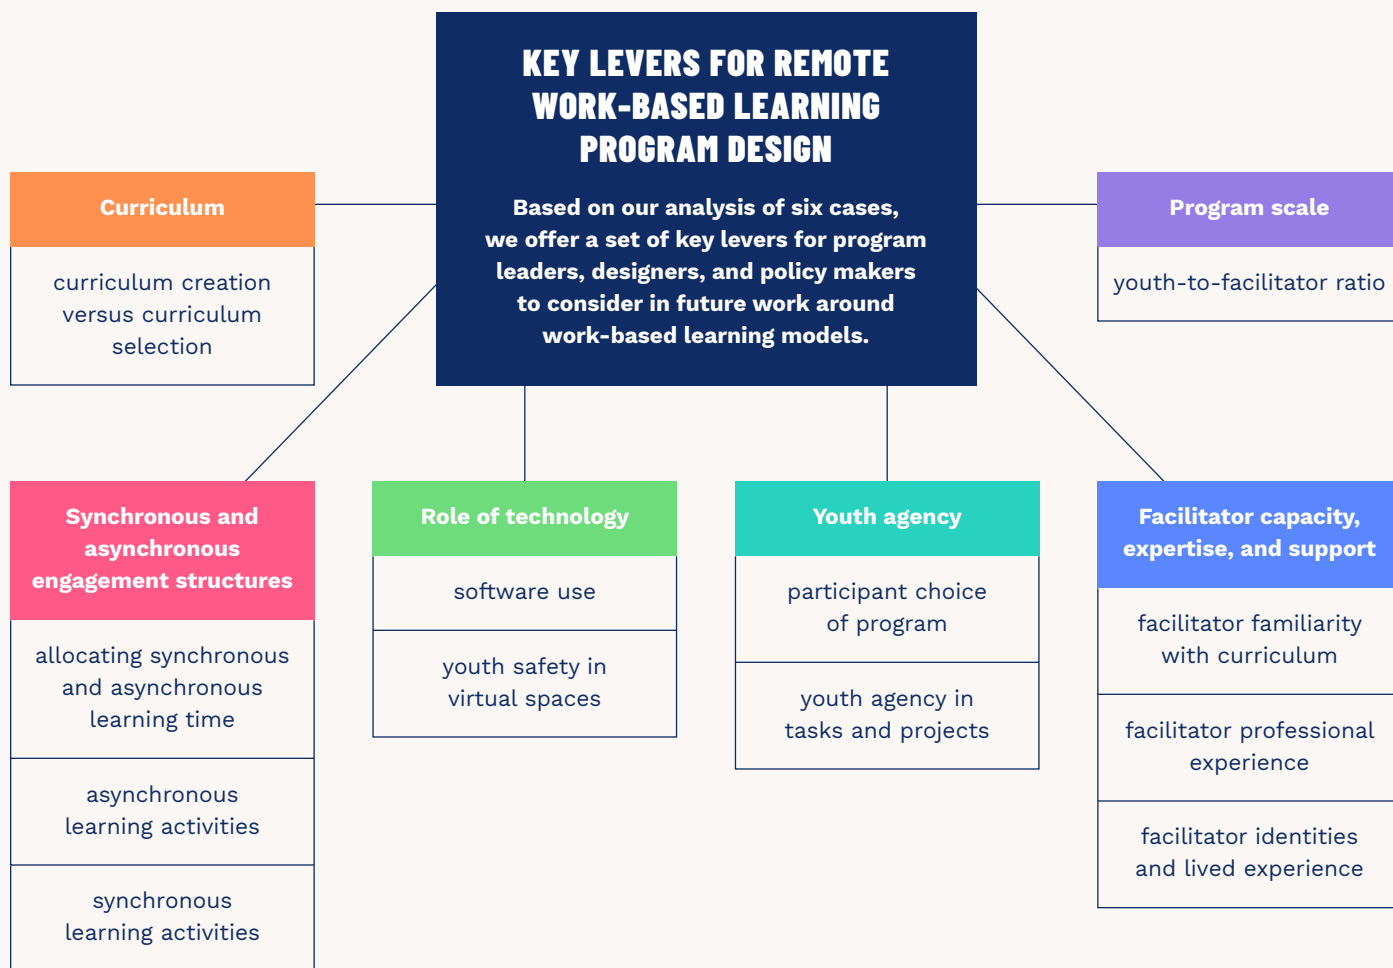 KEY LEVERS FOR REMOTE
WORK-BASED LEARNING
PROGRAM DESIGN
Based on our analysis of six cases,
we offer a set of key levers for program
leaders, designers, and policy makers
to consider in future work around
work-based learning models.
Curriculum
curriculum creation
versus curriculum
selection
Program scale
youth-to-facilitator ratio
Synchronous and
asynchronous
engagement structures
allocating synchronous
and asynchronous
learning time
asynchronous
learning activities
synchronous
learning activities
Role of technology
software use
youth safety in
virtual spaces
Youth agency
participant choice
of program
youth agency in
tasks and projects
Facilitator capacity,
expertise, and support
facilitator familiarity
with curriculum
facilitator professional
experience
facilitator identities
and lived experience